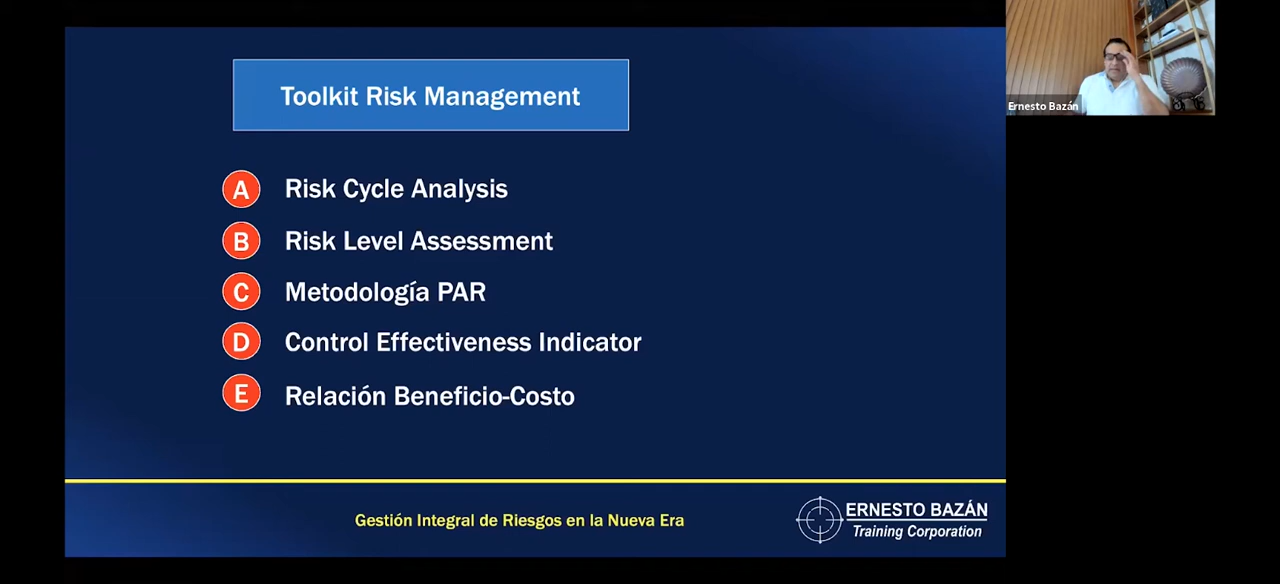 Toolkit Risk Management
A Risk Cycle Analysis
B Risk Level Assessment
C Metodología PAR
D Control Effectiveness Indicator
E Relación Beneficio-Costo
Gestión Integral de Riesgos en la Nueva Era
ERNESTO BAZÁN
Training Corporation
Ernesto Bazán